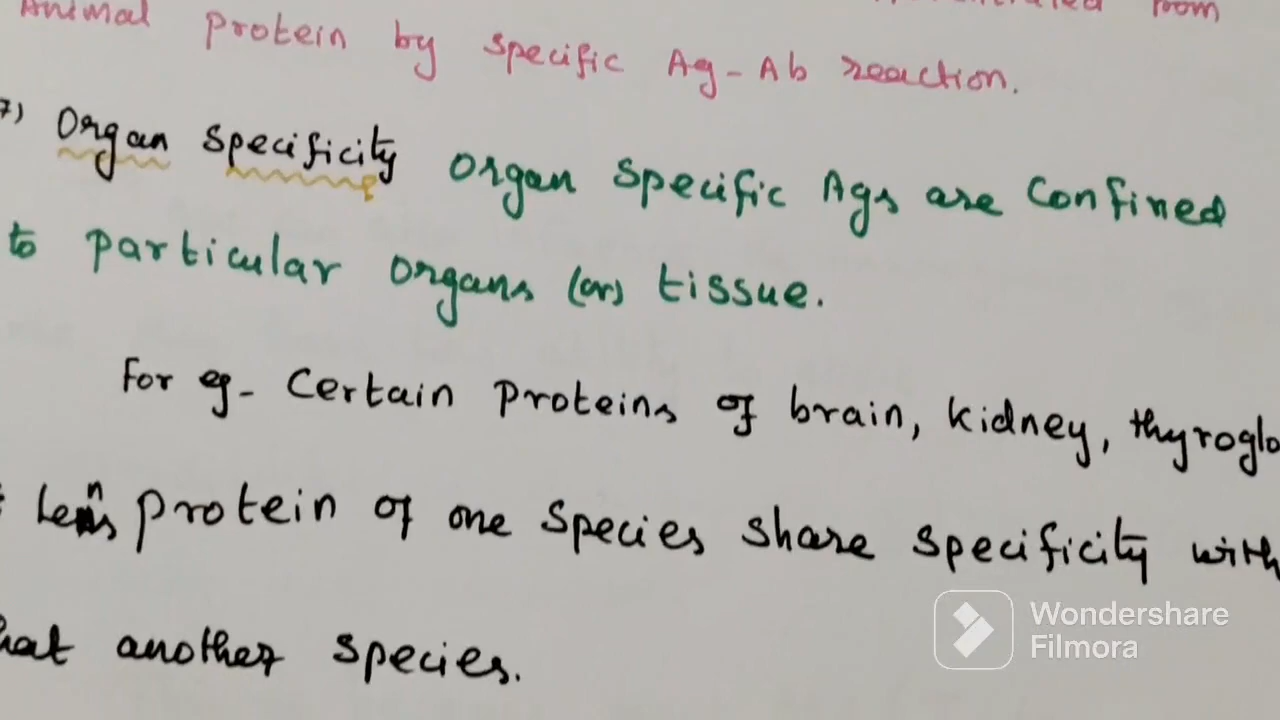 Animal protein by specific Ag-Ab reaction. from
7) Organ specificity Organ specific Ags are confined
to particular organs (or) tissue.
For eg- Certain proteins of brain, kidney, thyroglo
Lens protein of one species share specificity with
another species.
Wondershare
Filmora